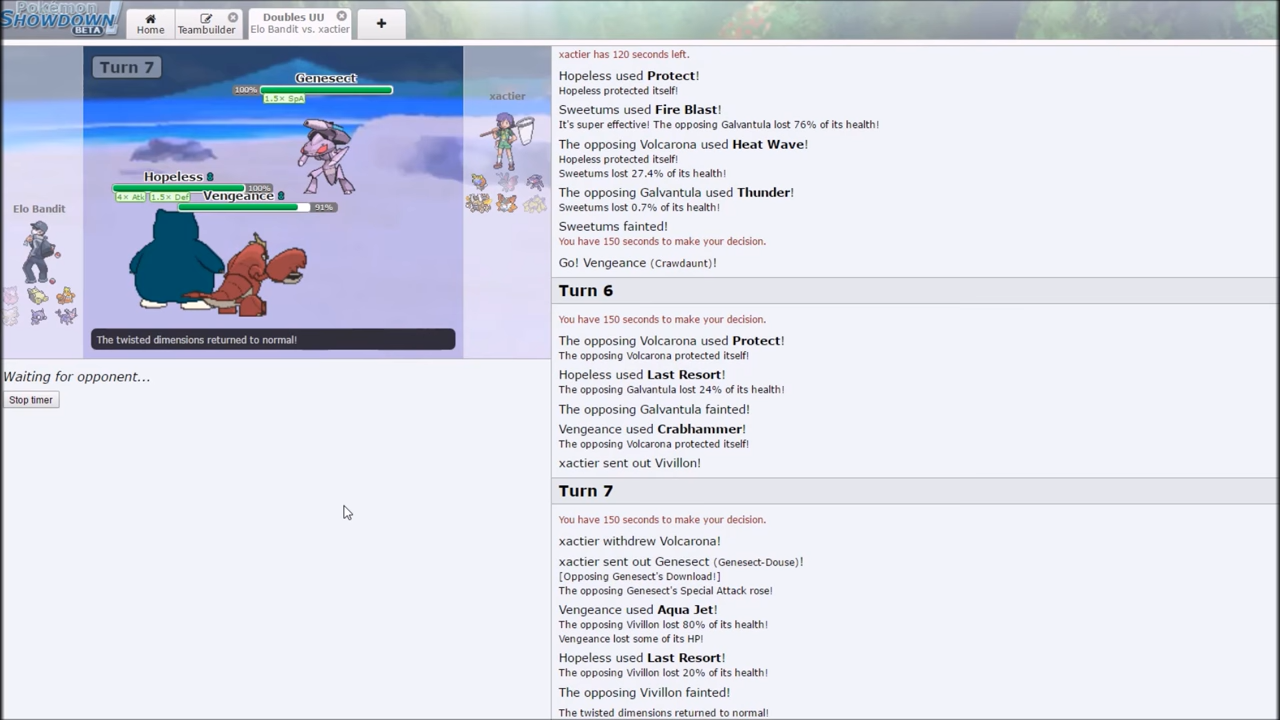 Pokémon
SHOWDOWN
BETA
Home
Teambuilder
Doubles UU
Elo Bandit vs. xactier
+
Turn 7
Genesect
100%
1.5× SpA
Hopeless
100%
4× Atk 1.5× Def
Vengeance
91%
The twisted dimensions returned to normal!
Elo Bandit
xactier
Waiting for opponent...
Stop timer
xactier has 120 seconds left.
Hopeless used Protect!
Hopeless protected itself!
Sweetums used Fire Blast!
It's super effective! The opposing Galvantula lost 76% of its health!
The opposing Volcarona used Heat Wave!
Hopeless protected itself!
Sweetums lost 27.4% of its health!
The opposing Galvantula used Thunder!
Sweetums lost 0.7% of its health!
Sweetums fainted!
You have 150 seconds to make your decision.
Go! Vengeance (Crawdaunt)!
Turn 6
You have 150 seconds to make your decision.
The opposing Volcarona used Protect!
The opposing Volcarona protected itself!
Hopeless used Last Resort!
The opposing Galvantula lost 24% of its health!
The opposing Galvantula fainted!
Vengeance used Crabhammer!
The opposing Volcarona protected itself!
xactier sent out Vivillon!
Turn 7
You have 150 seconds to make your decision.
xactier withdrew Volcarona!
xactier sent out Genesect (Genesect-Douse)!
[Opposing Genesect's Download!]
The opposing Genesect's Special Attack rose!
Vengeance used Aqua Jet!
The opposing Vivillon lost 80% of its health!
Vengeance lost some of its HP!
Hopeless used Last Resort!
The opposing Vivillon lost 20% of its health!
The opposing Vivillon fainted!
The twisted dimensions returned to normal!